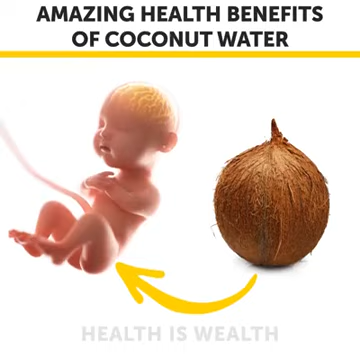 AMAZING HEALTH BENEFITS
OF COCONUT WATER
HEALTH IS WEALTH